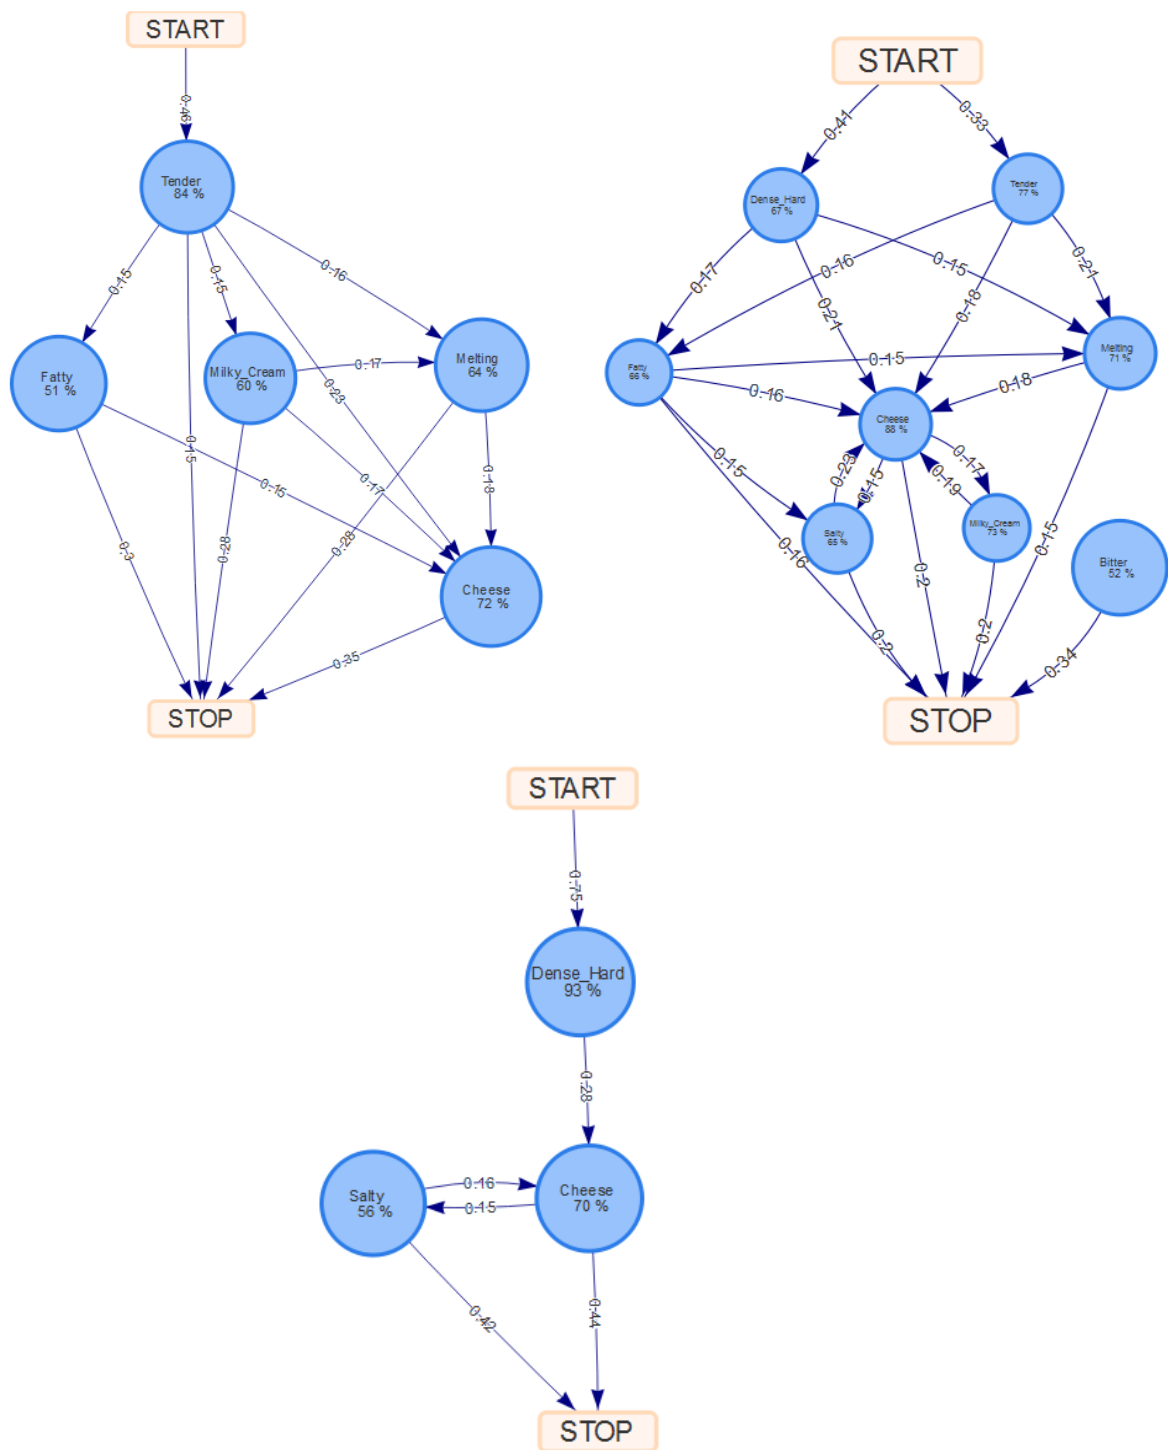 START
0.46
Tender
84 %
0.15
0.15
0.16
0.23
0.15
Fatty
51 %
Milky_Cream
60 %
0.17
Melting
64 %
0.15
0.17
0.18
0.3
0.28
0.28
Cheese
72 %
0.35
STOP
START
0.41
0.33
Dense_Hard
67 %
Tender
77 %
0.17
0.16
0.15
0.21
0.21
0.18
Fatty
66 %
0.15
Melting
71 %
0.16
0.18
Cheese
88 %
0.15
0.23
0.15
0.17
0.19
Salty
65 %
Milky_Cream
73 %
0.16
0.2
0.2
0.2
0.15
Bitter
52 %
0.34
STOP
START
0.75
Dense_Hard
93 %
0.28
Salty
56 %
0.16
0.15
Cheese
70 %
0.42
0.44
STOP